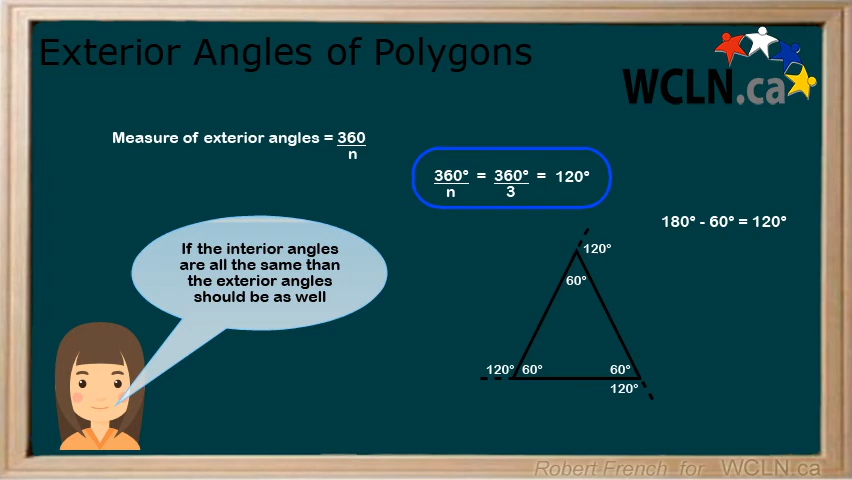 Exterior Angles of Polygons
WCLN.ca
Measure of exterior angles = 360
n
360° = 360° = 120°
n 3
180° - 60° = 120°
If the interior angles
are all the same than
the exterior angles
should be as well
120°
60°
120° 60° 60°
120°
Robert French for WCLN.ca